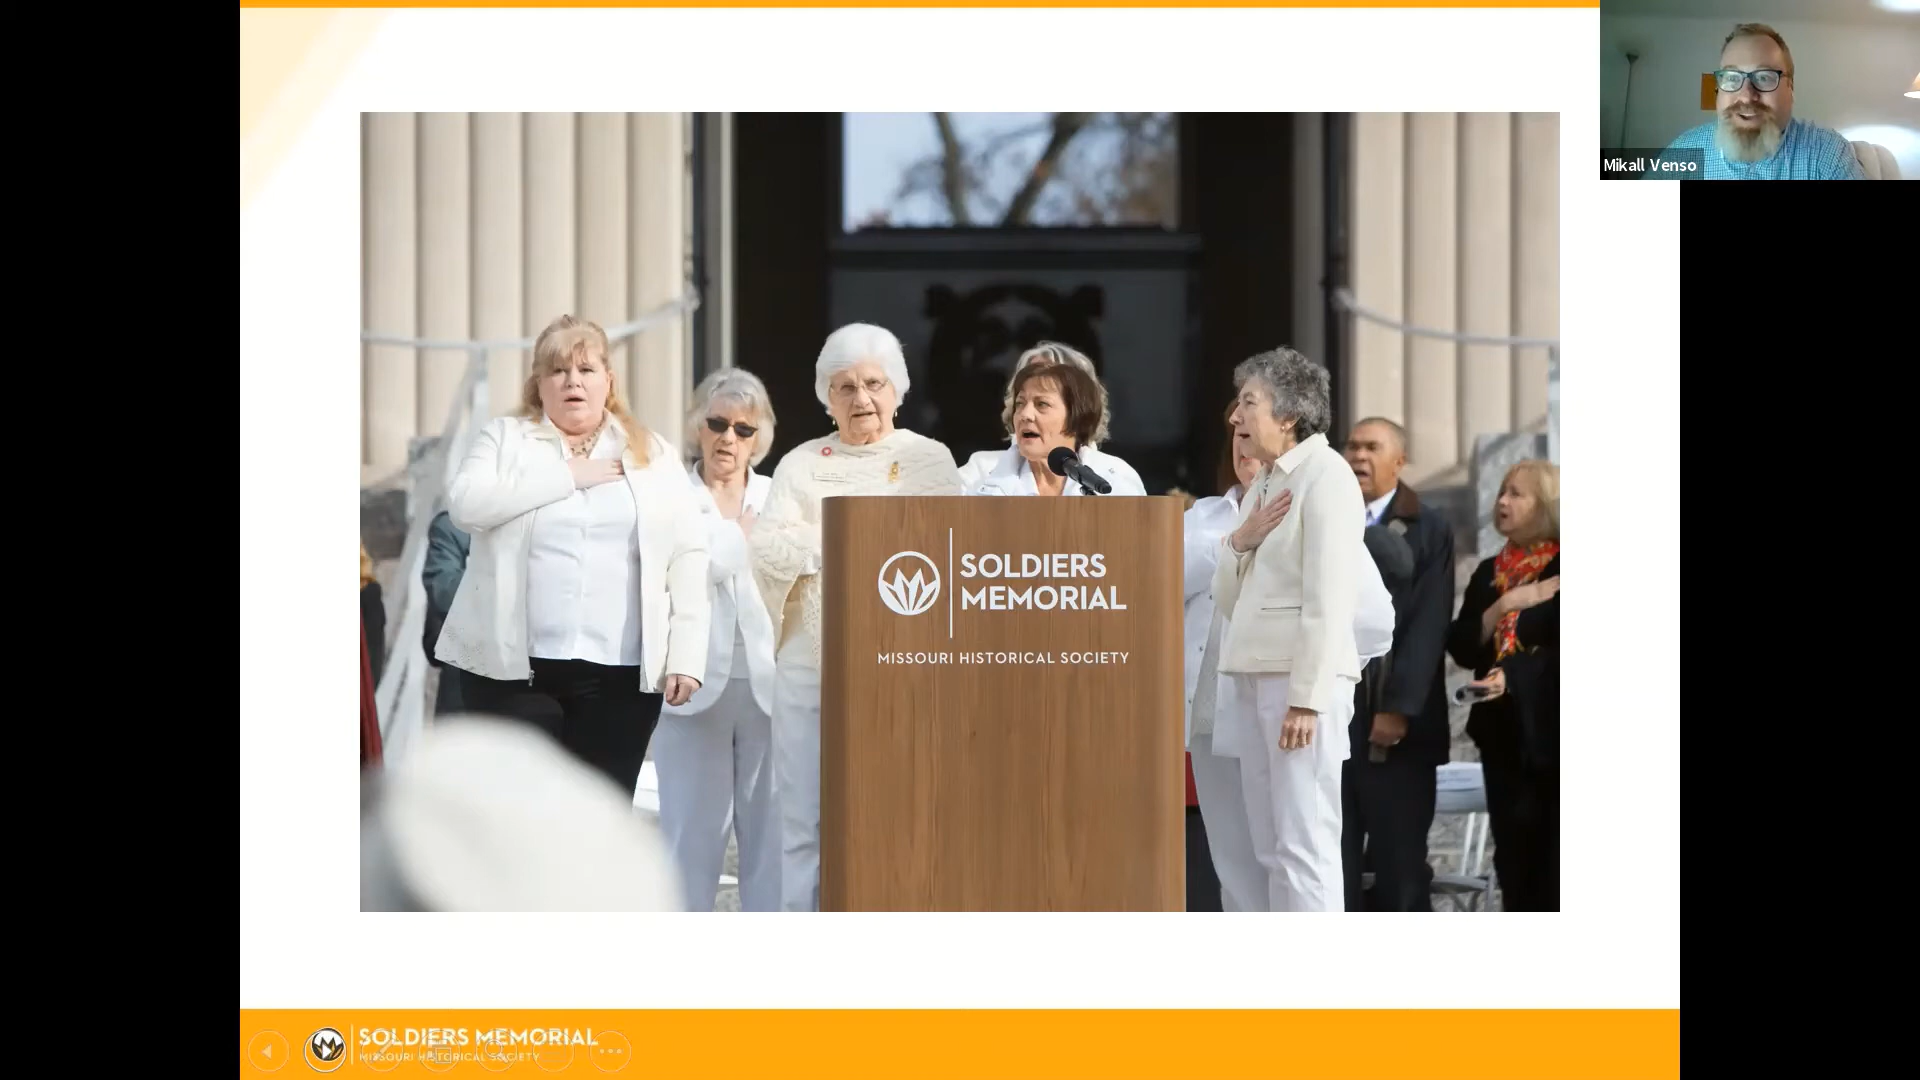 Mikall Venso
SOLDIERS
MEMORIAL
MISSOURI HISTORICAL SOCIETY
SOLDIERS MEMORIAL
MISSOURI HISTORICAL SOCIETY